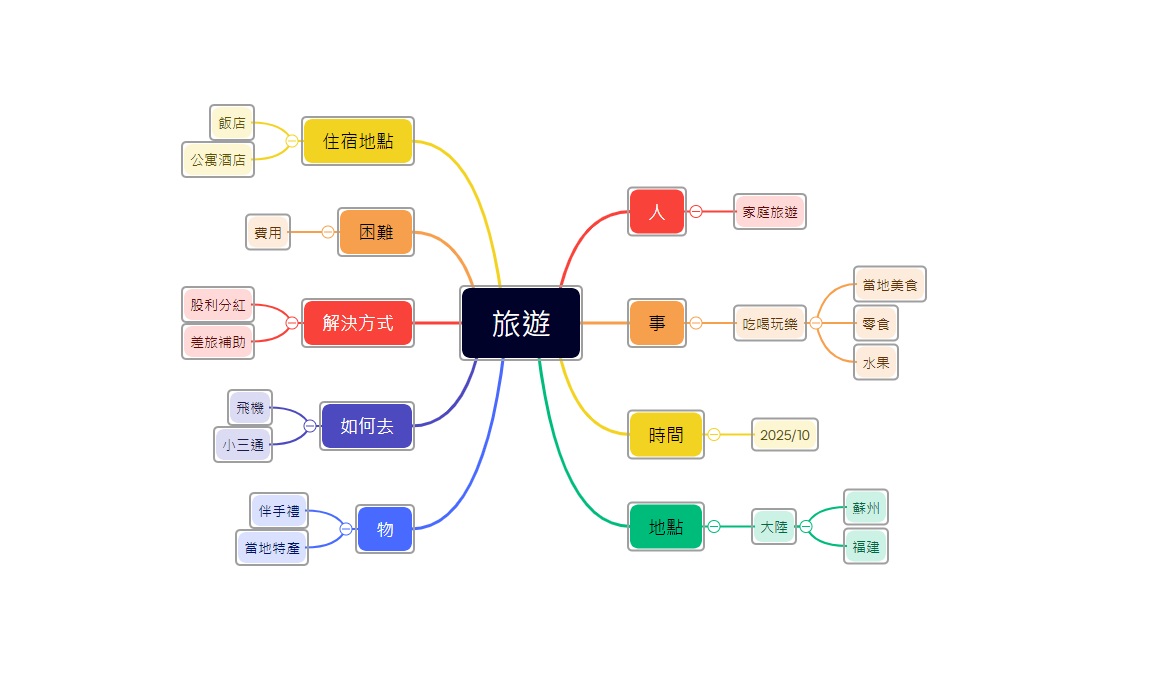 旅遊
人
家庭旅遊
事
吃喝玩樂
當地美食
零食
水果
時間
2025/10
地點
大陸
蘇州
福建
住宿地點
飯店
公寓酒店
困難
費用
解決方式
股利分紅
差旅補助
如何去
飛機
小三通
物
伴手禮
當地特產